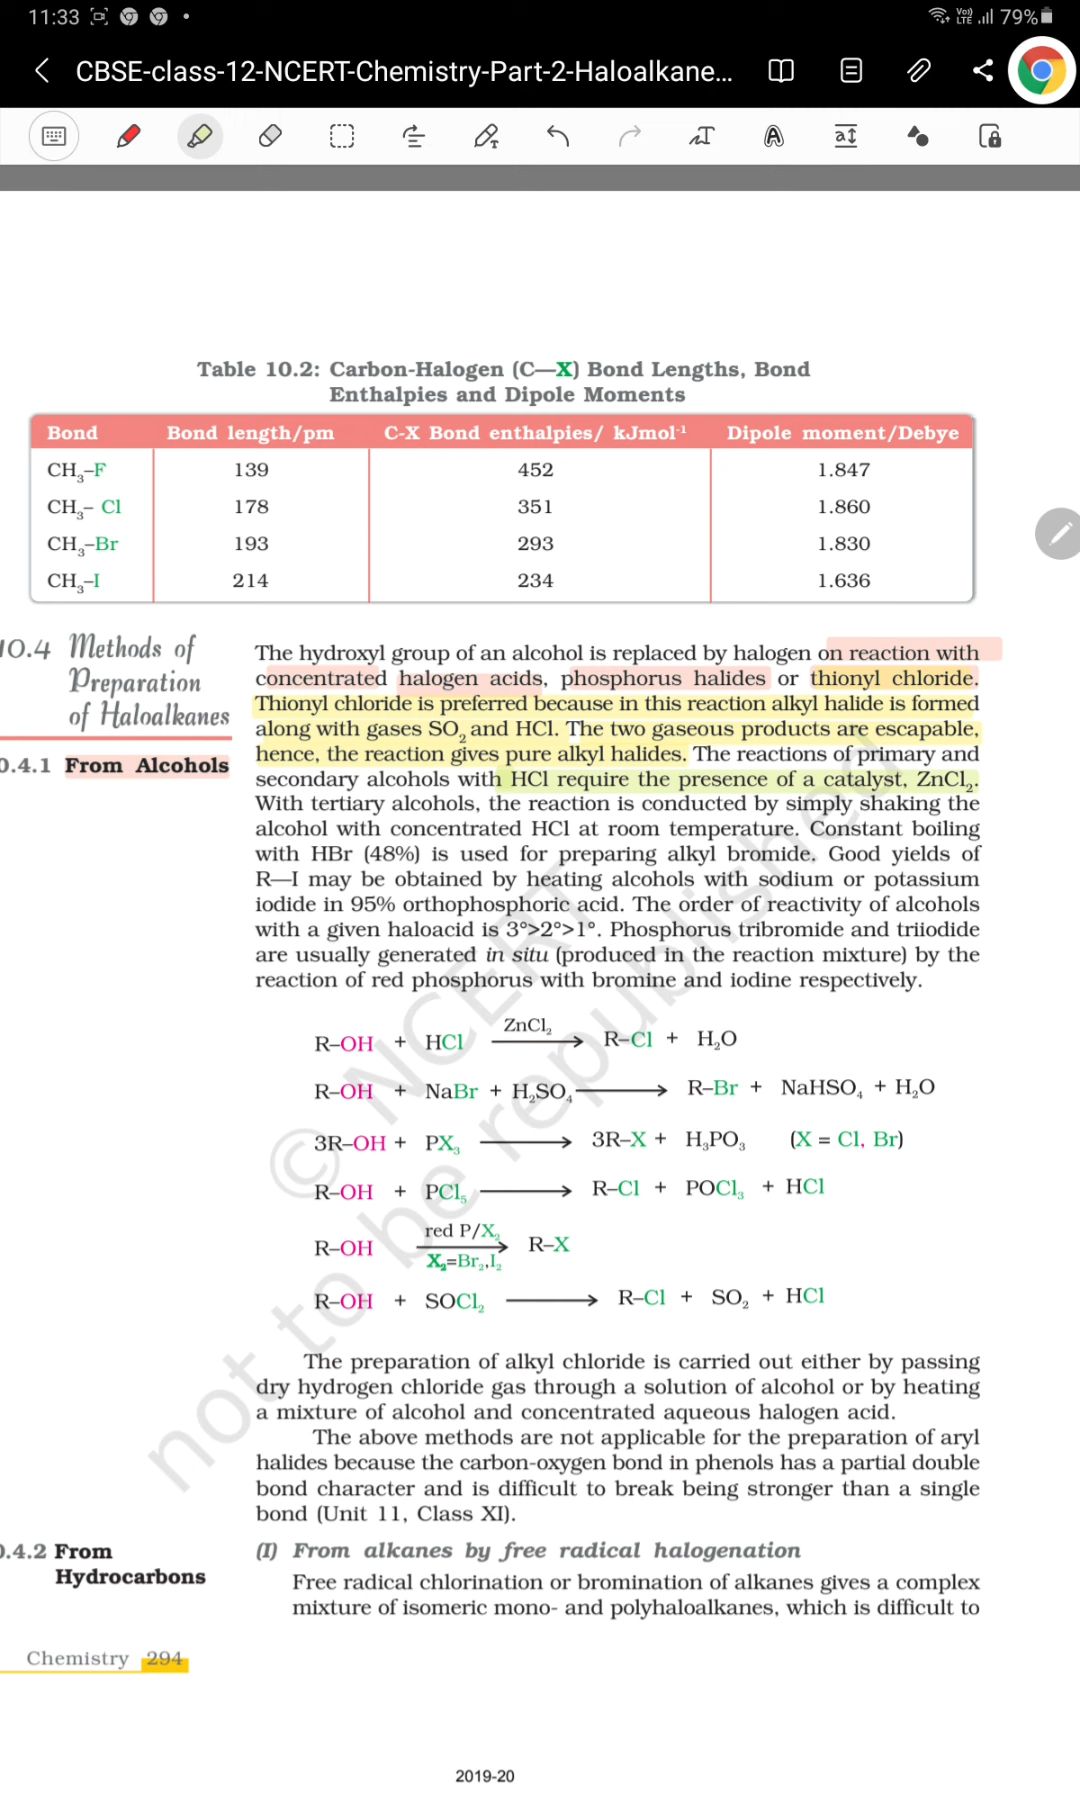 11:33
Vo)) LTE 79%
CBSE-class-12-NCERT-Chemistry-Part-2-Haloalkane...
Table 10.2: Carbon-Halogen (C—X) Bond Lengths, Bond
Enthalpies and Dipole Moments
Bond Bond length/pm C-X Bond enthalpies/ kJmol⁻¹ Dipole moment/Debye
CH₃–F 139 452 1.847
CH₃– Cl 178 351 1.860
CH₃–Br 193 293 1.830
CH₃–I 214 234 1.636
10.4 Methods of
Preparation
of Haloalkanes
0.4.1 From Alcohols
The hydroxyl group of an alcohol is replaced by halogen on reaction with
concentrated halogen acids, phosphorus halides or thionyl chloride.
Thionyl chloride is preferred because in this reaction alkyl halide is formed
along with gases SO₂ and HCl. The two gaseous products are escapable,
hence, the reaction gives pure alkyl halides. The reactions of primary and
secondary alcohols with HCl require the presence of a catalyst, ZnCl₂.
With tertiary alcohols, the reaction is conducted by simply shaking the
alcohol with concentrated HCl at room temperature. Constant boiling
with HBr (48%) is used for preparing alkyl bromide. Good yields of
R—I may be obtained by heating alcohols with sodium or potassium
iodide in 95% orthophosphoric acid. The order of reactivity of alcohols
with a given haloacid is 3°>2°>1°. Phosphorus tribromide and triiodide
are usually generated in situ (produced in the reaction mixture) by the
reaction of red phosphorus with bromine and iodine respectively.
R–OH + HCl ZnCl₂ ⟶ R–Cl + H₂O
R–OH + NaBr + H₂SO₄ ⟶ R–Br + NaHSO₄ + H₂O
3R–OH + PX₃ ⟶ 3R–X + H₃PO₃ (X = Cl, Br)
R–OH + PCl₅ ⟶ R–Cl + POCl₃ + HCl
R–OH red P/X₂ ⟶ X₂=Br₂,I₂ R–X
R–OH + SOCl₂ ⟶ R–Cl + SO₂ + HCl
The preparation of alkyl chloride is carried out either by passing
dry hydrogen chloride gas through a solution of alcohol or by heating
a mixture of alcohol and concentrated aqueous halogen acid.
The above methods are not applicable for the preparation of aryl
halides because the carbon-oxygen bond in phenols has a partial double
bond character and is difficult to break being stronger than a single
bond (Unit 11, Class XI).
0.4.2 From
Hydrocarbons
(I) From alkanes by free radical halogenation
Free radical chlorination or bromination of alkanes gives a complex
mixture of isomeric mono- and polyhaloalkanes, which is difficult to
Chemistry 294
2019-20
© NCERT
not to be republished